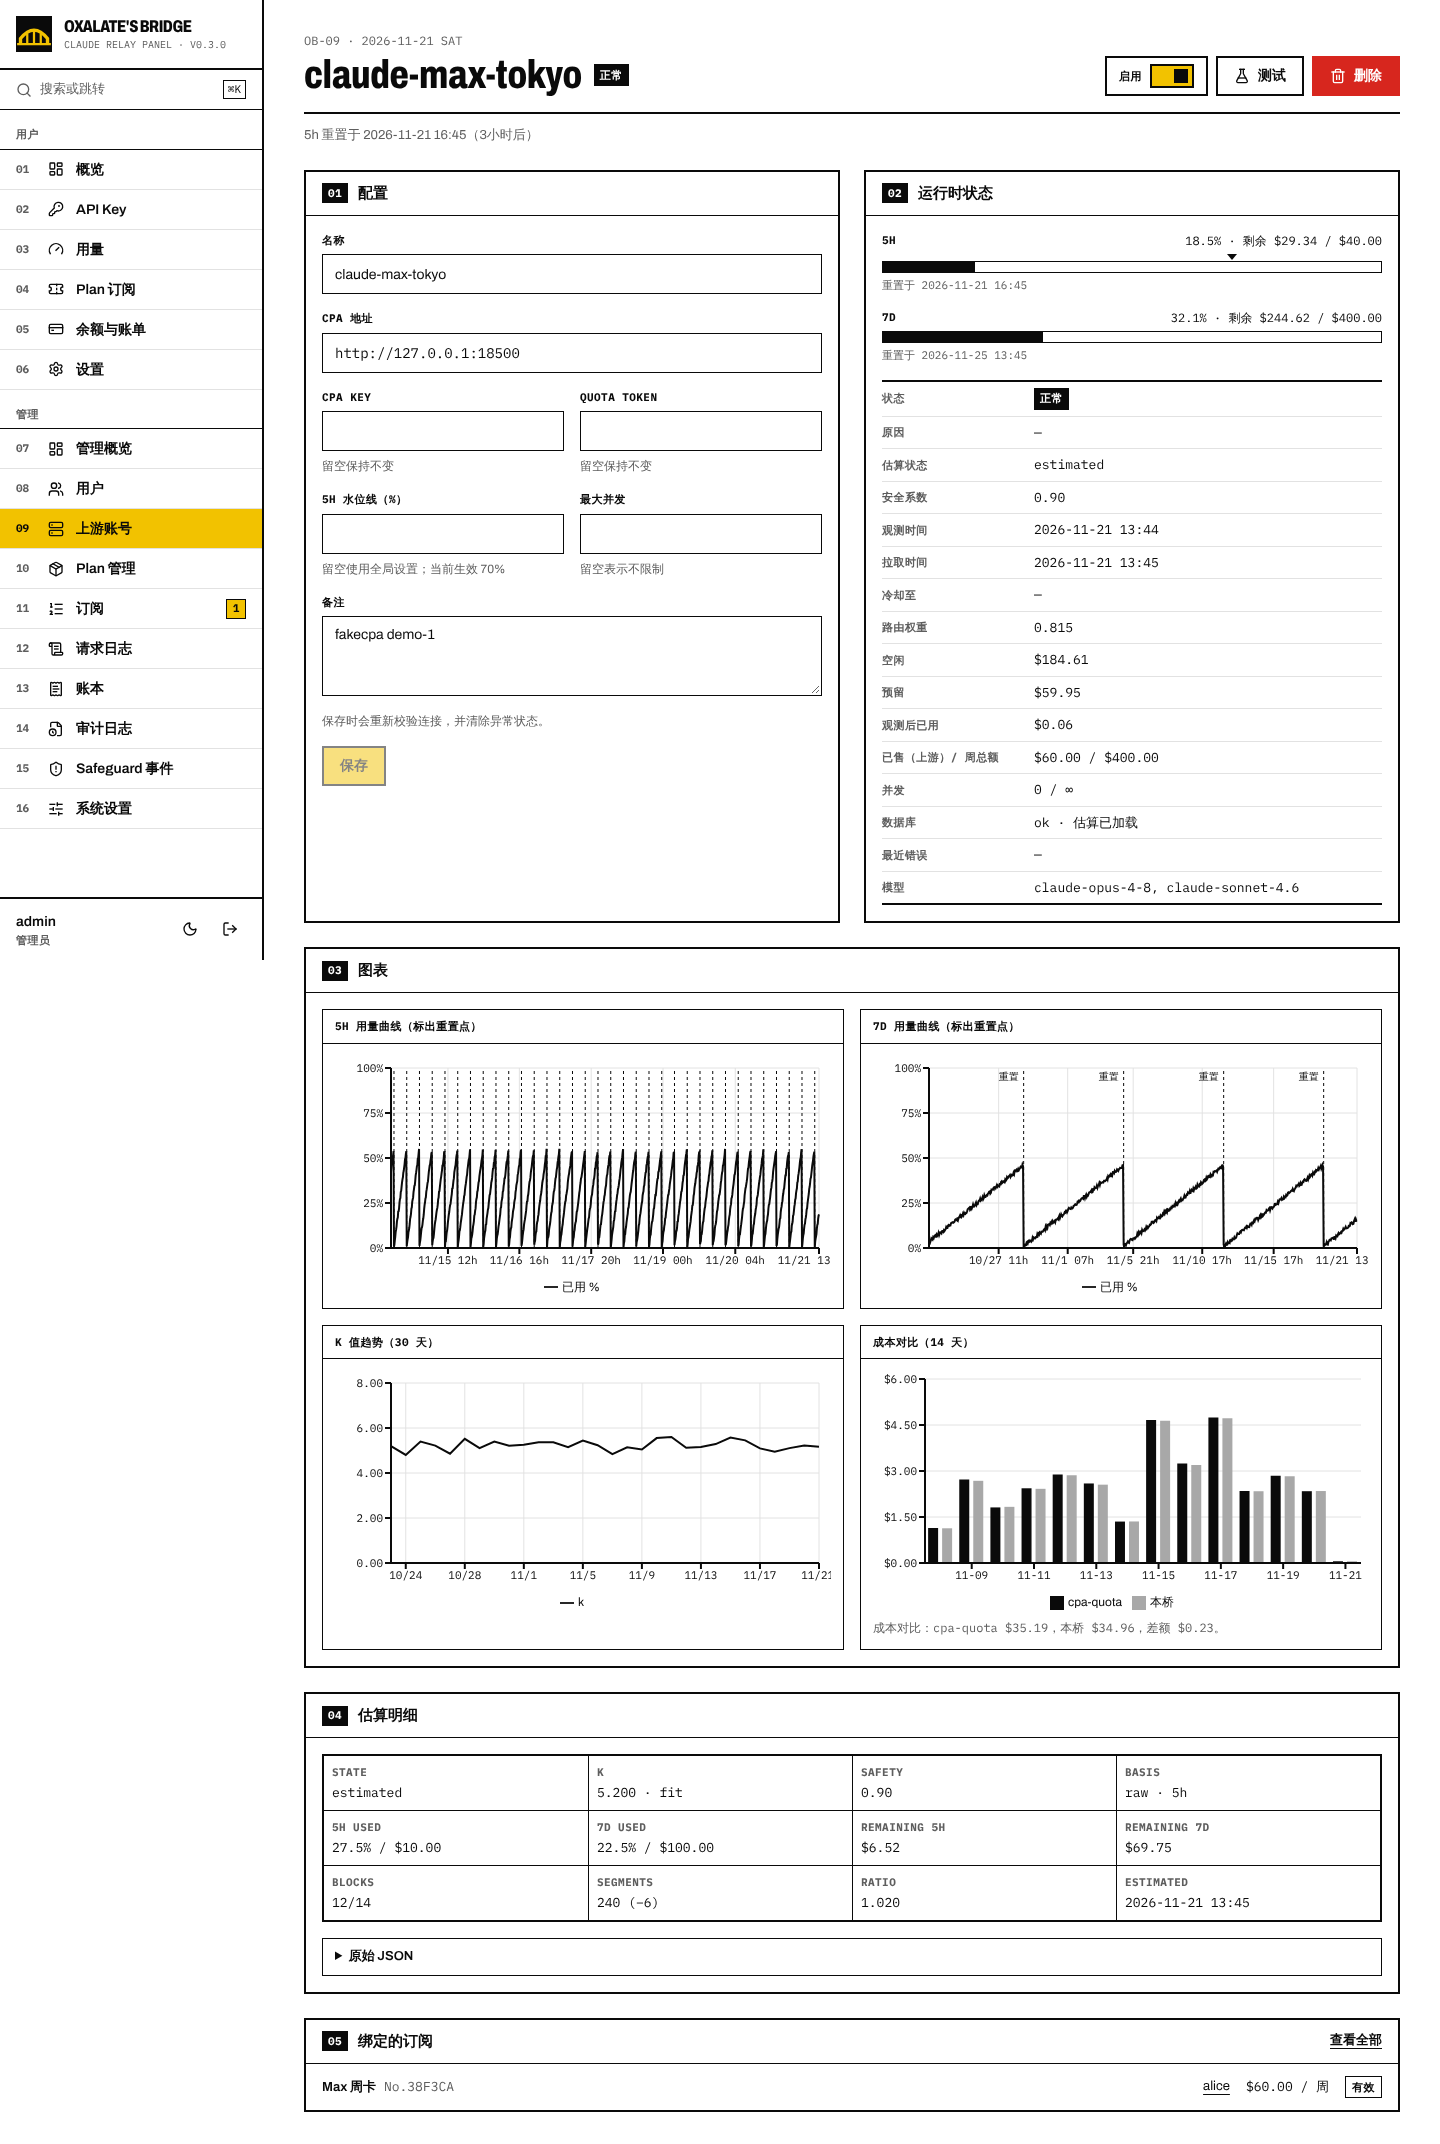 OXALATE'S BRIDGE
CLAUDE RELAY PANEL · V0.3.0
搜索或跳转
⌘K
用户
01 概览
02 API Key
03 用量
04 Plan 订阅
05 余额与账单
06 设置
管理
07 管理概览
08 用户
09 上游账号
10 Plan 管理
11 订阅 1
12 请求日志
13 账本
14 审计日志
15 Safeguard 事件
16 系统设置
admin
管理员
OB-09 · 2026-11-21 SAT
claude-max-tokyo 正常
启用 测试 删除
5h 重置于 2026-11-21 16:45（3小时后）
01 配置
名称
claude-max-tokyo
CPA 地址
http://127.0.0.1:18500
CPA KEY QUOTA TOKEN
留空保持不变 留空保持不变
5H 水位线（%） 最大并发
留空使用全局设置；当前生效 70% 留空表示不限制
备注
fakecpa demo-1
保存时会重新校验连接，并清除异常状态。
保存
02 运行时状态
5H 18.5% · 剩余 $29.34 / $40.00
重置于 2026-11-21 16:45
7D 32.1% · 剩余 $244.62 / $400.00
重置于 2026-11-25 13:45
状态 正常
原因 —
估算状态 estimated
安全系数 0.90
观测时间 2026-11-21 13:44
拉取时间 2026-11-21 13:45
冷却至 —
路由权重 0.815
空闲 $184.61
预留 $59.95
观测后已用 $0.06
已售（上游）/ 周总额 $60.00 / $400.00
并发 0 / ∞
数据库 ok · 估算已加载
最近错误 —
模型 claude-opus-4-8, claude-sonnet-4.6
03 图表
5H 用量曲线（标出重置点）
100%
75%
50%
25%
0%
11/15 12h 11/16 16h 11/17 20h 11/19 00h 11/20 04h 11/21 13
已用 %
7D 用量曲线（标出重置点）
重置 重置 重置 重置
100%
75%
50%
25%
0%
10/27 11h 11/1 07h 11/5 21h 11/10 17h 11/15 17h 11/21 13
已用 %
K 值趋势（30 天）
8.00
6.00
4.00
2.00
0.00
10/24 10/28 11/1 11/5 11/9 11/13 11/17 11/21
k
成本对比（14 天）
$6.00
$4.50
$3.00
$1.50
$0.00
11-09 11-11 11-13 11-15 11-17 11-19 11-21
cpa-quota 本桥
成本对比：cpa-quota $35.19，本桥 $34.96，差额 $0.23。
04 估算明细
STATE K SAFETY BASIS
estimated 5.200 · fit 0.90 raw · 5h
5H USED 7D USED REMAINING 5H REMAINING 7D
27.5% / $10.00 22.5% / $100.00 $6.52 $69.75
BLOCKS SEGMENTS RATIO ESTIMATED
12/14 240 (−6) 1.020 2026-11-21 13:45
▶ 原始 JSON
05 绑定的订阅 查看全部
Max 周卡 No.38F3CA alice $60.00 / 周 有效